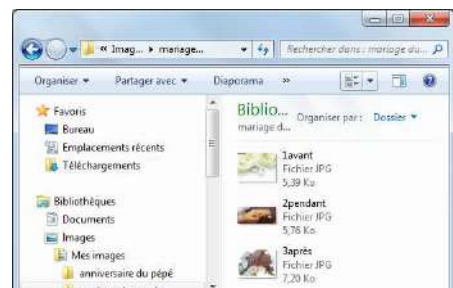 « Imag... ▸ mariage...
Rechercher dans : mariage du...
Organiser ▾ Partager avec ▾ Diaporama »
Favoris
Bureau
Emplacements récents
Téléchargements
Bibliothèques
Documents
Images
Mes images
anniversaire du pépé
Biblio...
mariage d...
Organiser par : Dossier ▾
1avant
Fichier JPG
5,39 Ko
2pendant
Fichier JPG
5,76 Ko
3après
Fichier JPG
7,20 Ko